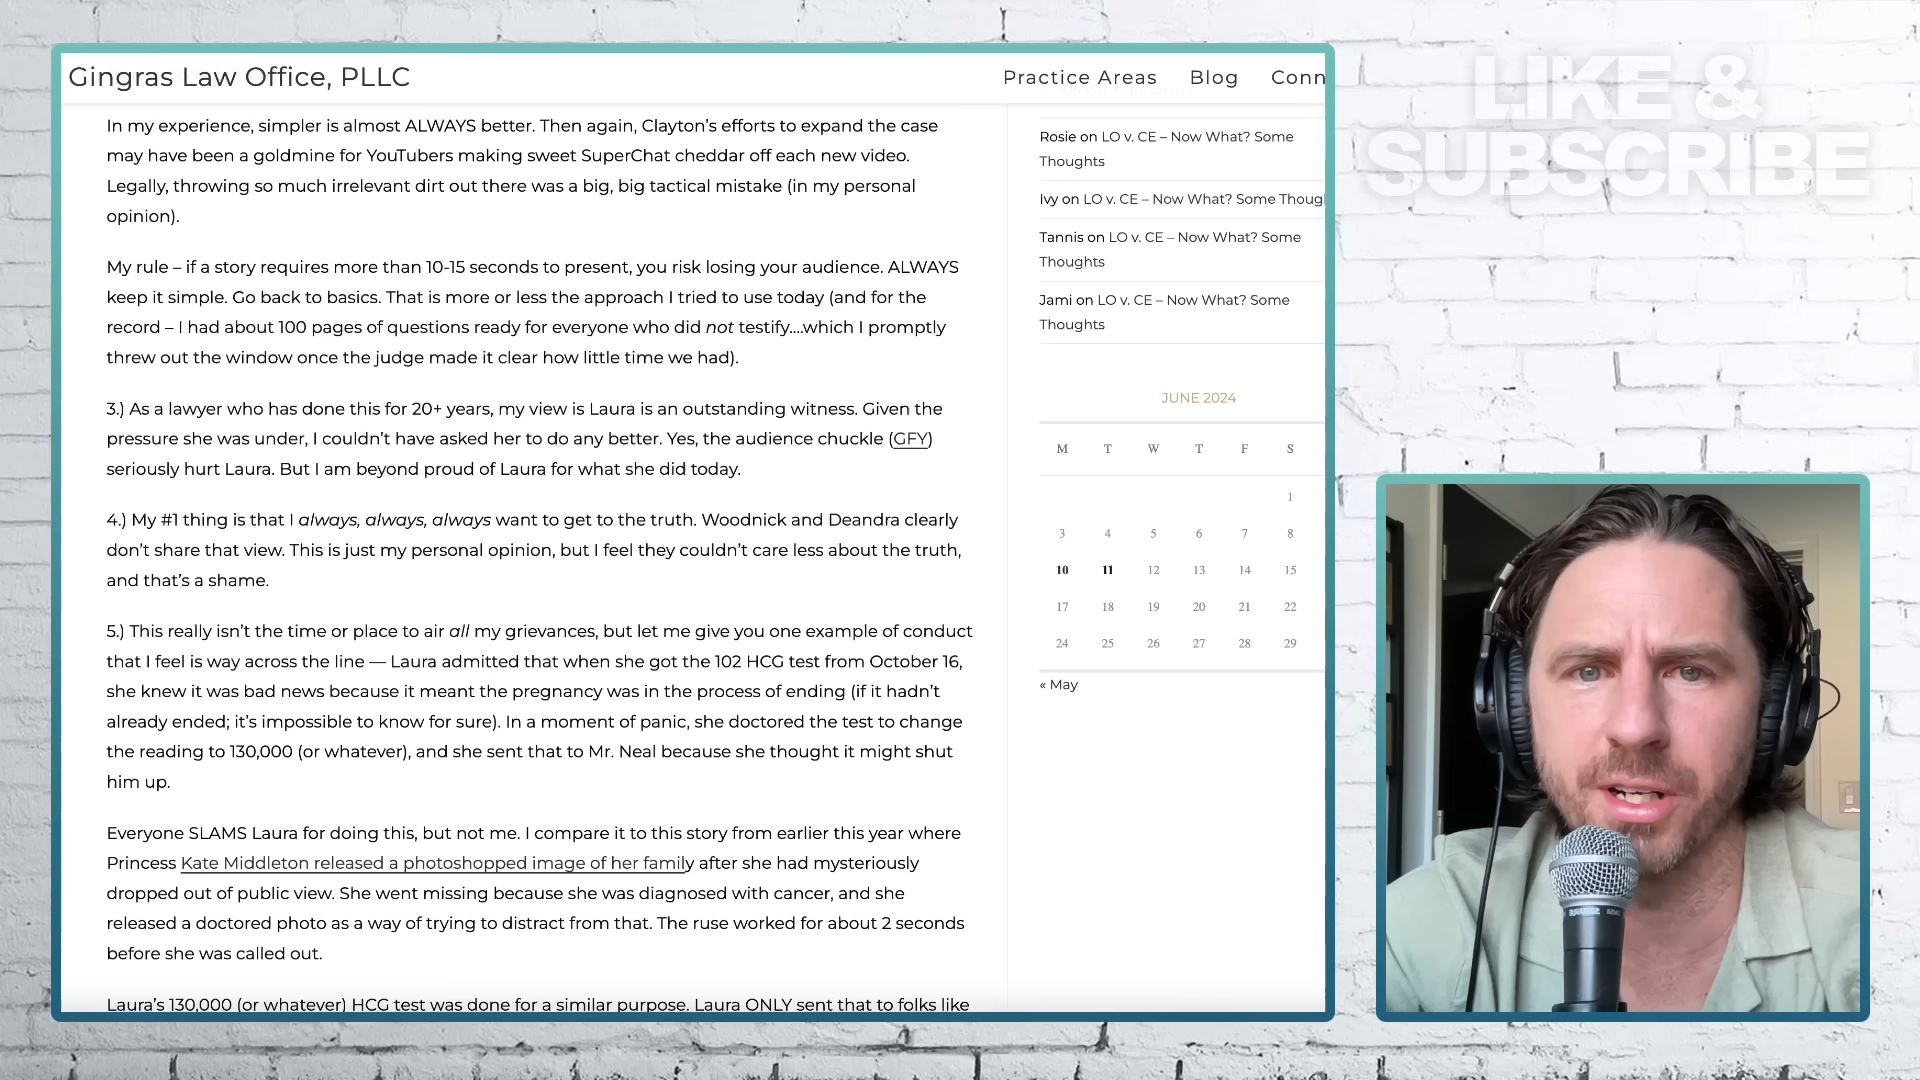 Gingras Law Office, PLLC
Practice Areas Blog Conn
In my experience, simpler is almost ALWAYS better. Then again, Clayton’s efforts to expand the case
may have been a goldmine for YouTubers making sweet SuperChat cheddar off each new video.
Legally, throwing so much irrelevant dirt out there was a big, big tactical mistake (in my personal
opinion).
My rule – if a story requires more than 10-15 seconds to present, you risk losing your audience. ALWAYS
keep it simple. Go back to basics. That is more or less the approach I tried to use today (and for the
record – I had about 100 pages of questions ready for everyone who did not testify….which I promptly
threw out the window once the judge made it clear how little time we had).
3.) As a lawyer who has done this for 20+ years, my view is Laura is an outstanding witness. Given the
pressure she was under, I couldn’t have asked her to do any better. Yes, the audience chuckle (GFY)
seriously hurt Laura. But I am beyond proud of Laura for what she did today.
4.) My #1 thing is that I always, always, always want to get to the truth. Woodnick and Deandra clearly
don’t share that view. This is just my personal opinion, but I feel they couldn’t care less about the truth,
and that’s a shame.
5.) This really isn’t the time or place to air all my grievances, but let me give you one example of conduct
that I feel is way across the line — Laura admitted that when she got the 102 HCG test from October 16,
she knew it was bad news because it meant the pregnancy was in the process of ending (if it hadn’t
already ended; it’s impossible to know for sure). In a moment of panic, she doctored the test to change
the reading to 130,000 (or whatever), and she sent that to Mr. Neal because she thought it might shut
him up.
Everyone SLAMS Laura for doing this, but not me. I compare it to this story from earlier this year where
Princess Kate Middleton released a photoshopped image of her family after she had mysteriously
dropped out of public view. She went missing because she was diagnosed with cancer, and she
released a doctored photo as a way of trying to distract from that. The ruse worked for about 2 seconds
before she was called out.
Laura’s 130,000 (or whatever) HCG test was done for a similar purpose. Laura ONLY sent that to folks like
Rosie on LO v. CE – Now What? Some
Thoughts
Ivy on LO v. CE – Now What? Some Though
Tannis on LO v. CE – Now What? Some
Thoughts
Jami on LO v. CE – Now What? Some
Thoughts
JUNE 2024
M T W T F S
1
3 4 5 6 7 8
10 11 12 13 14 15
17 18 19 20 21 22
24 25 26 27 28 29
« May
LIKE &
SUBSCRIBE